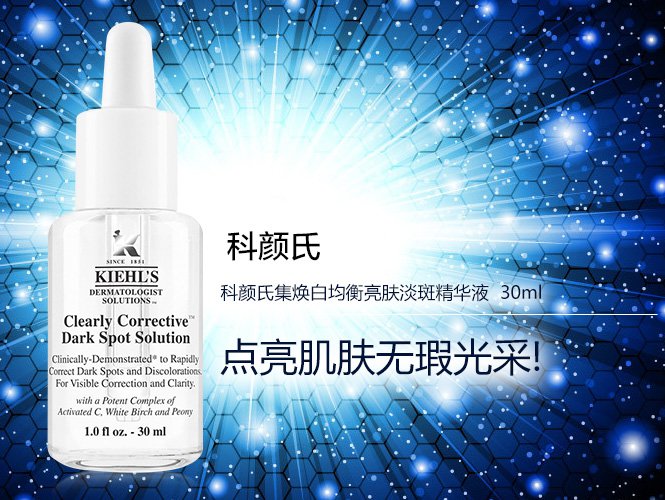 SINCE 1851
KIEHL'S
DERMATOLOGIST
SOLUTIONS™
Clearly Corrective™
Dark Spot Solution
Clinically-Demonstrated* to Rapidly
Correct Dark Spots and Discolorations.
For Visible Correction and Clarity.
with a Potent Complex of
Activated C, White Birch and Peony
1.0 fl oz. - 30 ml
科颜氏
科颜氏集焕白均衡亮肤淡斑精华液 30ml
点亮肌肤无瑕光采!